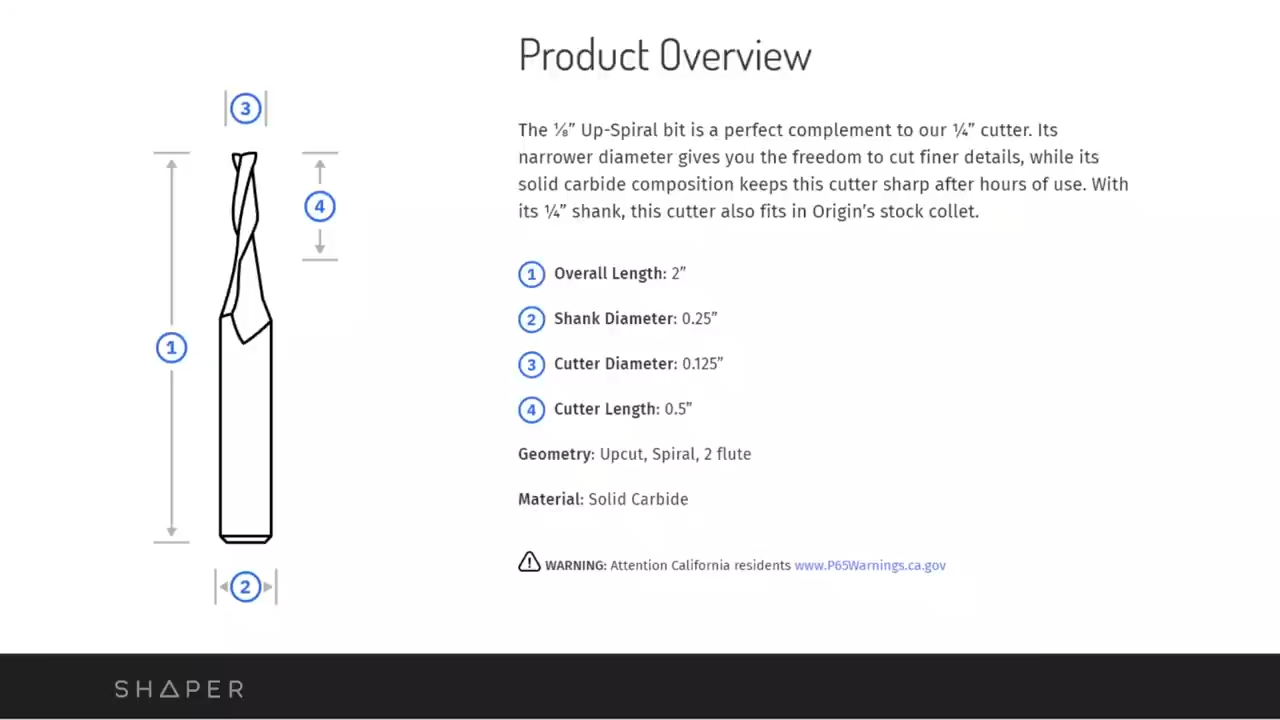 Product Overview
3
The ⅛” Up-Spiral bit is a perfect complement to our ¼” cutter. Its
narrower diameter gives you the freedom to cut finer details, while its
solid carbide composition keeps this cutter sharp after hours of use. With
its ¼” shank, this cutter also fits in Origin’s stock collet.
4
1 Overall Length: 2”
2 Shank Diameter: 0.25”
1
3 Cutter Diameter: 0.125”
4 Cutter Length: 0.5”
Geometry: Upcut, Spiral, 2 flute
Material: Solid Carbide
WARNING: Attention California residents www.P65Warnings.ca.gov
2
SHAPER